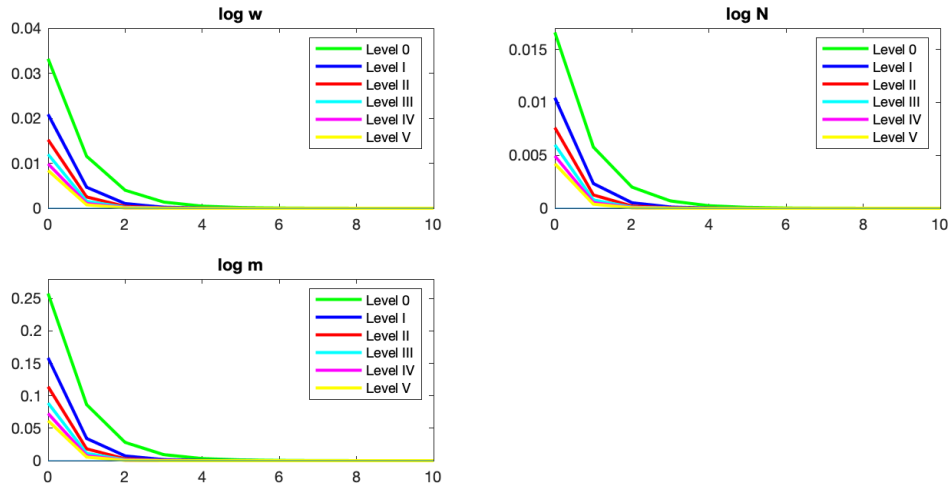 log w
0.04
0.03
0.02
0.01
0
0 2 4 6 8 10
Level 0
Level I
Level II
Level III
Level IV
Level V
log N
0.015
0.01
0.005
0
0 2 4 6 8 10
Level 0
Level I
Level II
Level III
Level IV
Level V
log m
0.25
0.2
0.15
0.1
0.05
0
0 2 4 6 8 10
Level 0
Level I
Level II
Level III
Level IV
Level V